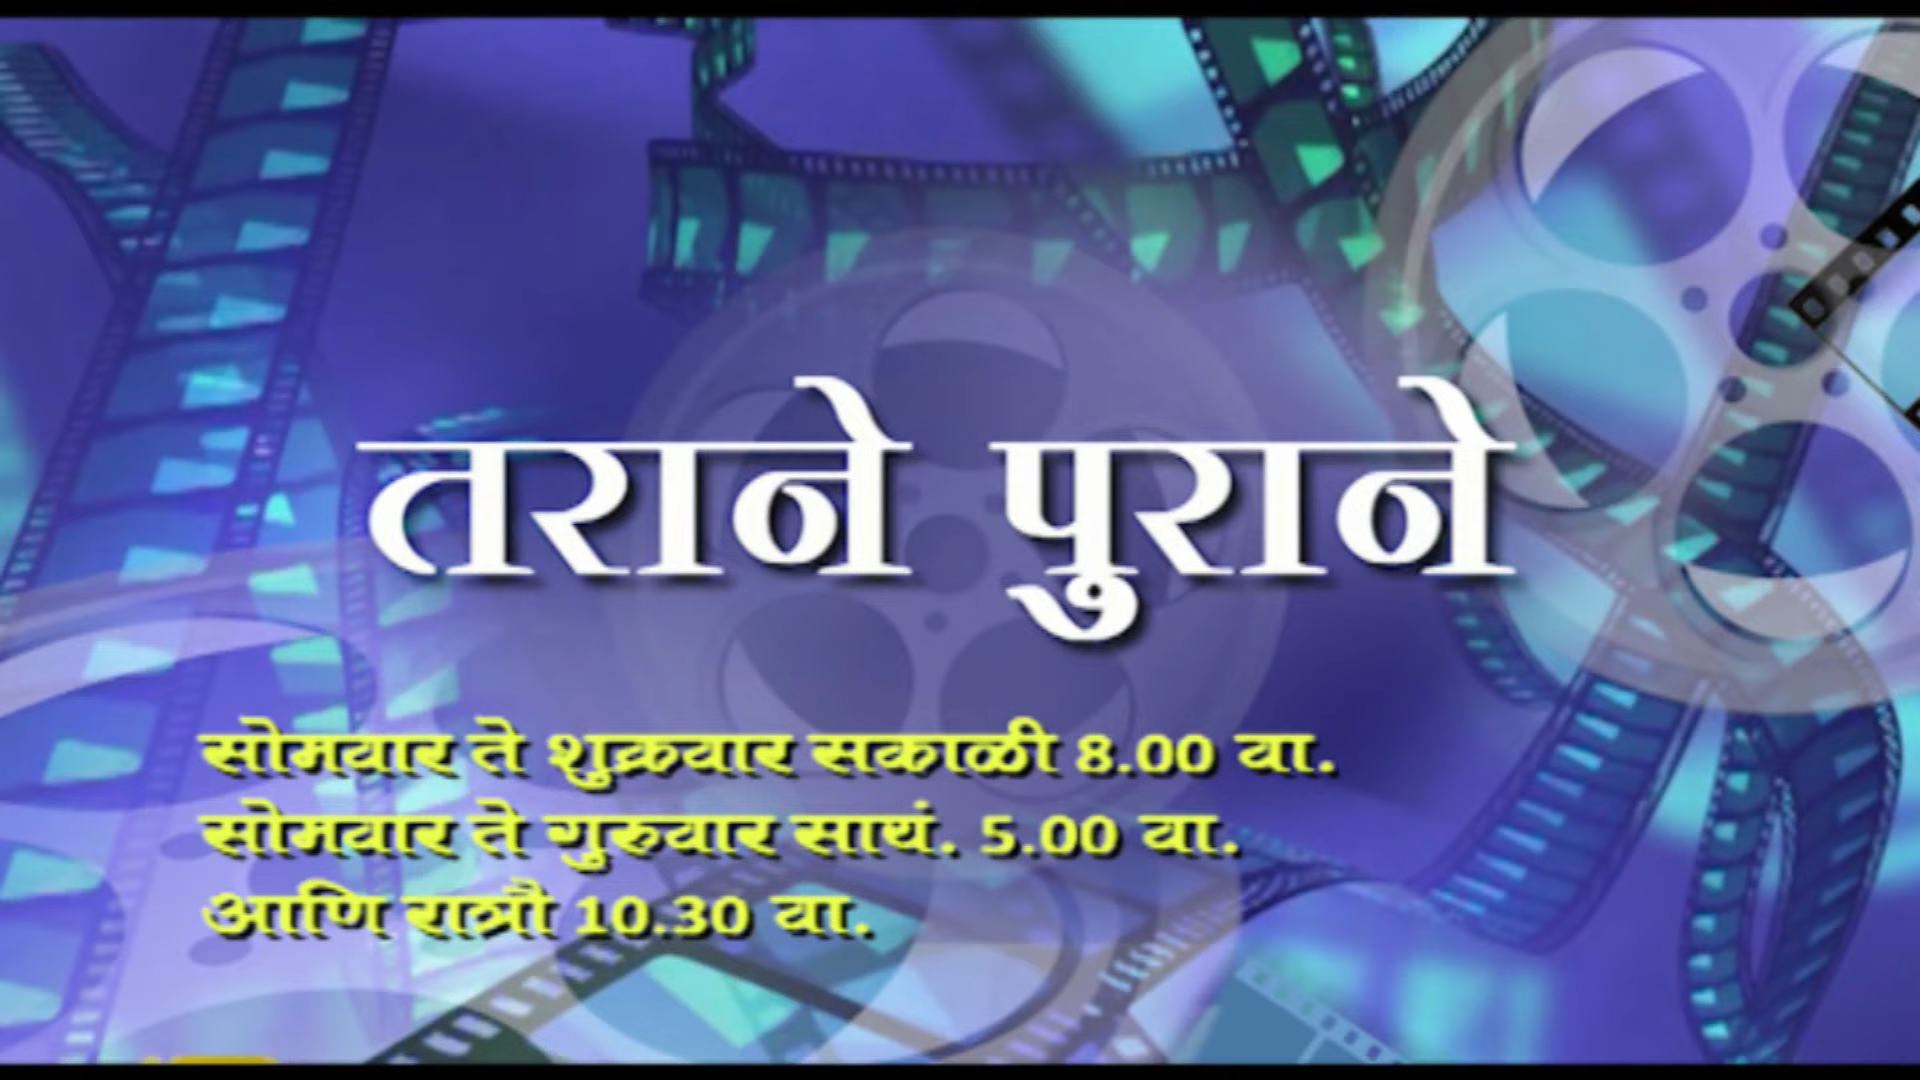 तराने पुराने
सोमवार ते शुक्रवार सकाळी 8.00 वा.
सोमवार ते गुरुवार सायं. 5.00 वा.
आणि रात्रौ 10.30 वा.